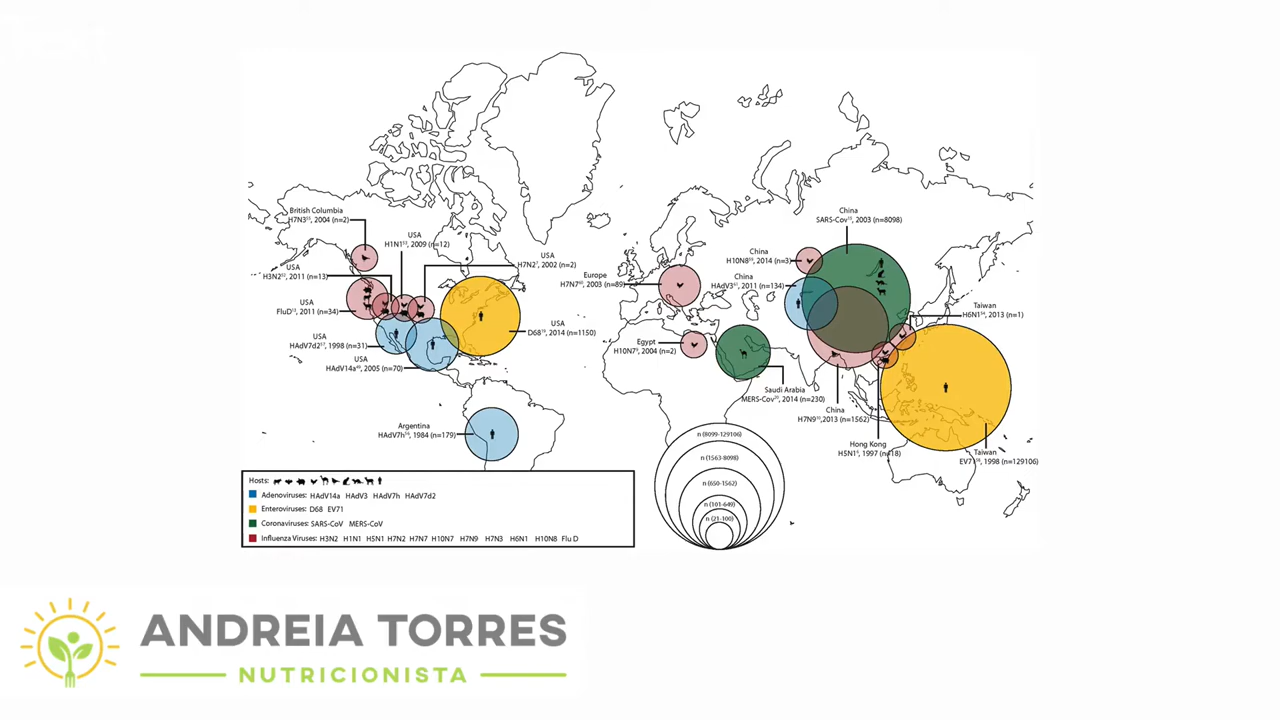 British Columbia
H7N3, 2004 (n=2)
USA
H1N1, 2009 (n=12)
USA
H7N2, 2002 (n=2)
USA
H3N2, 2011 (n=13)
USA
FluD, 2011 (n=34)
USA
HAdV7d2, 1998 (n=31)
USA
HAdV14a, 2005 (n=70)
USA
D68, 2014 (n=1150)
Argentina
HAdV7h, 1984 (n=179)
Europe
H7N7, 2003 (n=89)
Egypt
H10N7, 2004 (n=2)
China
SARS-Cov, 2003 (n=8098)
China
H10N8, 2014 (n=3)
China
HAdV3, 2011 (n=134)
Taiwan
H6N1, 2013 (n=1)
Saudi Arabia
MERS-Cov, 2014 (n=230)
China
H7N9, 2013 (n=1562)
Hong Kong
H5N1, 1997 (n=18)
Taiwan
EV71, 1998 (n=129106)
n (8099-129106)
n (1563-8098)
n (650-1562)
n (101-649)
n (21-100)
Hosts:
Adenoviruses: HAdV14a HAdV3 HAdV7h HAdV7d2
Enteroviruses: D68 EV71
Coronaviruses: SARS-CoV MERS-CoV
Influenza Viruses: H3N2 H1N1 H5N1 H7N2 H7N7 H10N7 H7N9 H7N3 H6N1 H10N8 Flu D
ANDREIA TORRES
NUTRICIONISTA